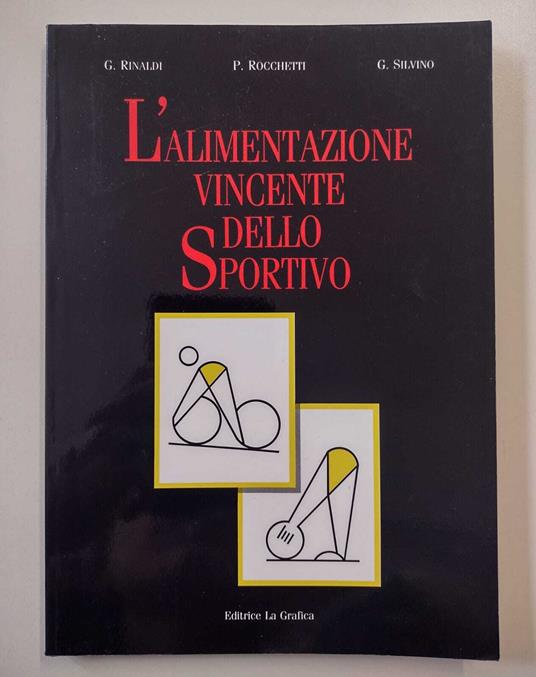 G. RINALDI P. ROCCHETTI G. SILVINO
L'ALIMENTAZIONE
VINCENTE
DELLO
SPORTIVO
Editrice La Grafica